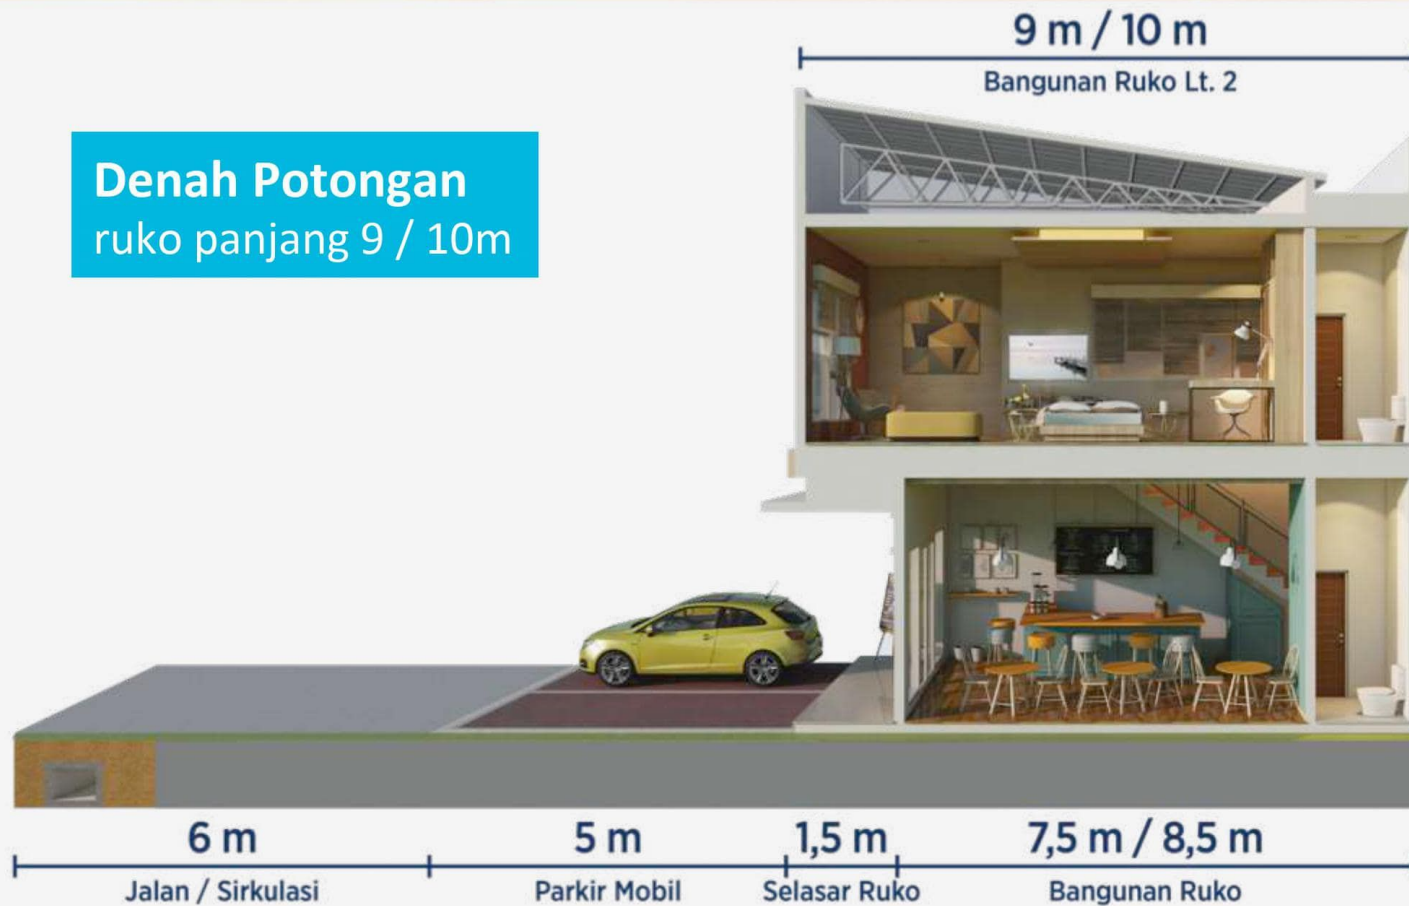 9 m / 10 m
Bangunan Ruko Lt. 2
Denah Potongan
ruko panjang 9 / 10m
6 m
5 m
1,5 m
7,5 m / 8,5 m
Jalan / Sirkulasi
Parkir Mobil
Selasar Ruko
Bangunan Ruko